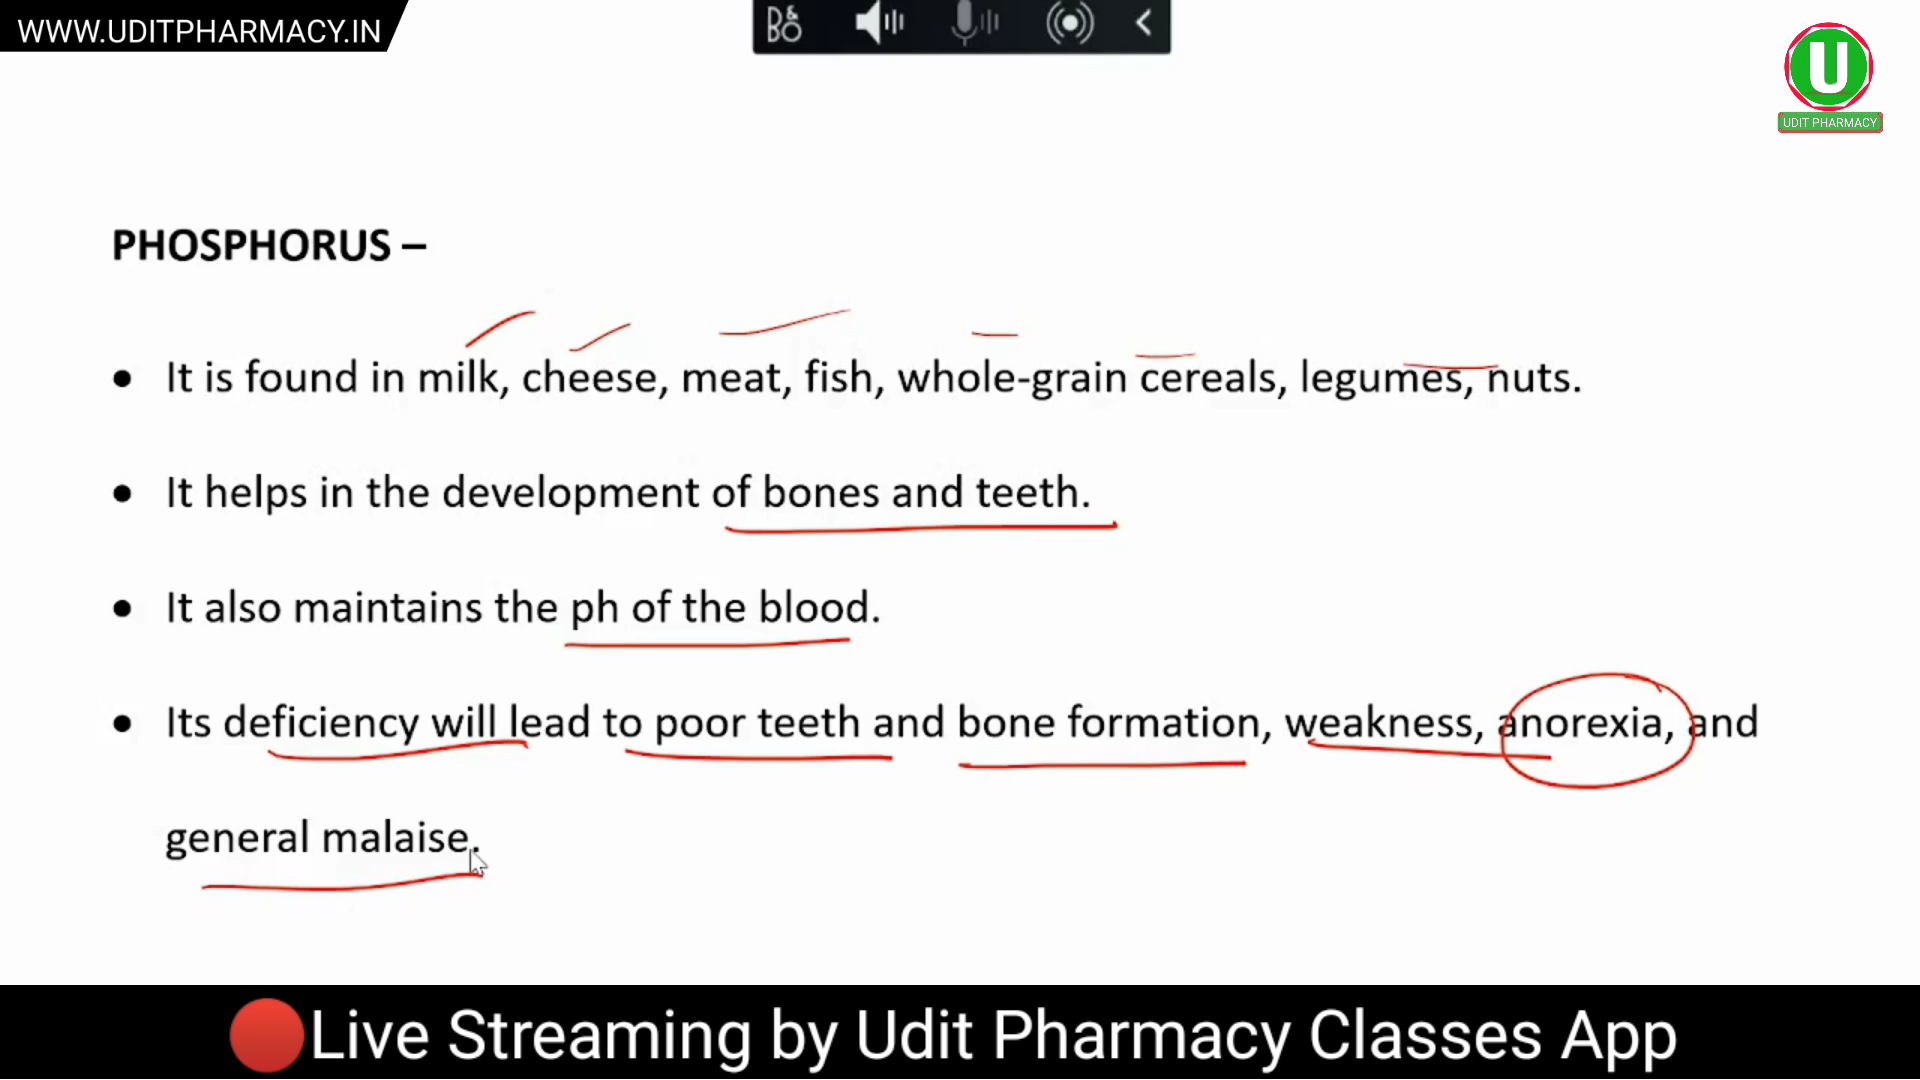 WWW.UDITPHARMACY.IN
U
UDIT PHARMACY
PHOSPHORUS –
• It is found in milk, cheese, meat, fish, whole-grain cereals, legumes, nuts.
• It helps in the development of bones and teeth.
• It also maintains the ph of the blood.
• Its deficiency will lead to poor teeth and bone formation, weakness, anorexia, and
general malaise.
Live Streaming by Udit Pharmacy Classes App